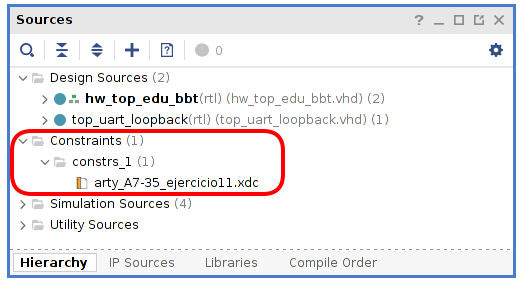 Sources
0
Design Sources (2)
hw_top_edu_bbt(rtl) (hw_top_edu_bbt.vhd) (2)
top_uart_loopback(rtl) (top_uart_loopback.vhd) (1)
Constraints (1)
constrs_1 (1)
arty_A7-35_ejercicio11.xdc
Simulation Sources (4)
Utility Sources
Hierarchy IP Sources Libraries Compile Order